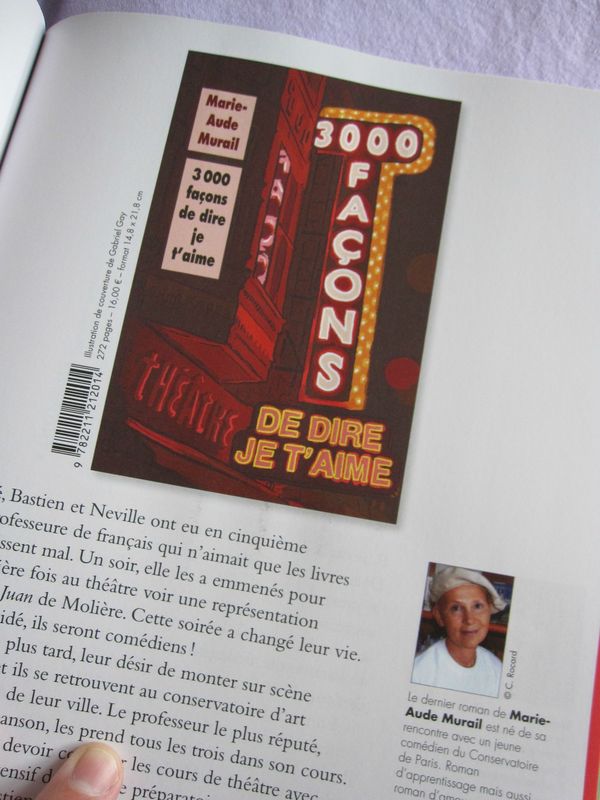 Marie-
Aude
Murail
3 000
façons
de dire
je
t'aime
3000
FAÇONS
THÉÂTRE
DE DIRE
JE T'AIME
Illustration de couverture de Gabriel Gay
272 pages – 16,00 € – format 14,8 x 21,8 cm
9 782211 212014
, Bastien et Neville ont eu en cinquième
ofesseure de français qui n'aimait que les livres
ssent mal. Un soir, elle les a emmenés pour
ière fois au théâtre voir une représentation
Juan de Molière. Cette soirée a changé leur vie.
idé, ils seront comédiens !
plus tard, leur désir de monter sur scène
et ils se retrouvent au conservatoire d'art
de leur ville. Le professeur le plus réputé,
anson, les prend tous les trois dans son cours.
devoir les cours de théâtre avec
ensif d préparatoi
© C. Rocard
Le dernier roman de Marie-
Aude Murail est né de sa
rencontre avec un jeune
comédien du Conservatoire
de Paris. Roman
d'apprentissage mais aussi
roman d'amour